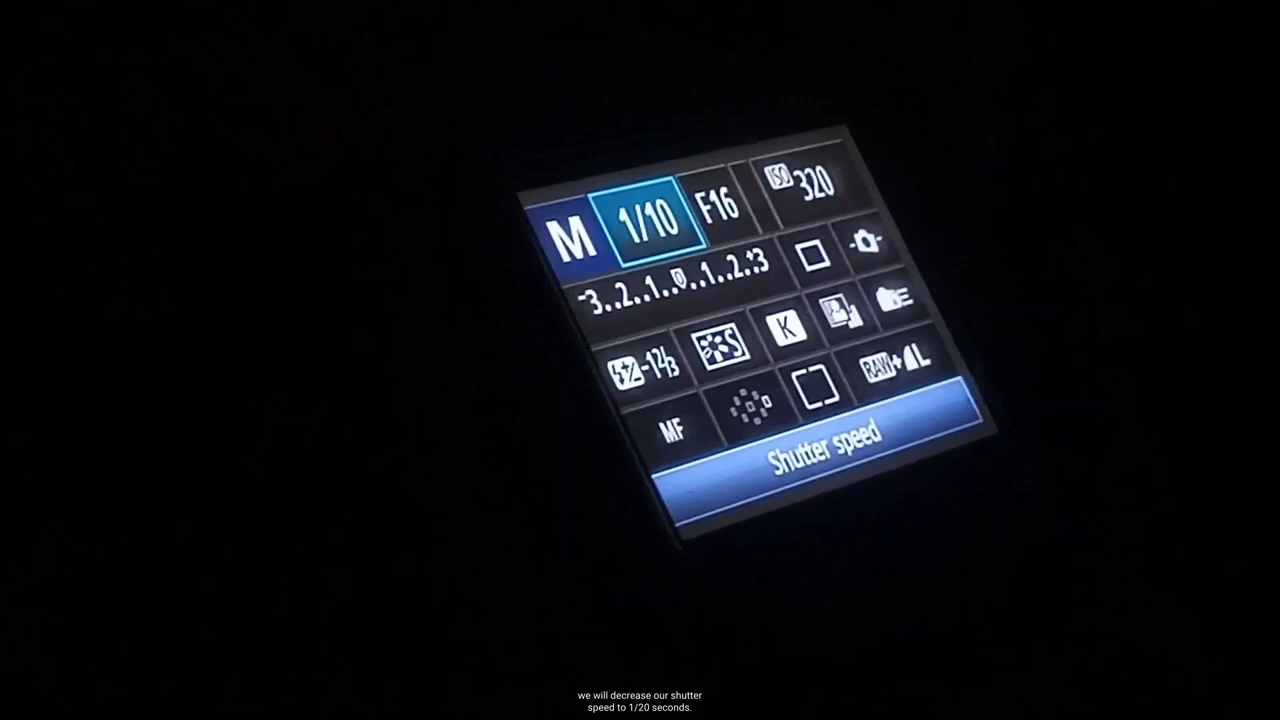 M 1/10 F16 ISO 320
-3..2..1..0..1..2..+3
-1 2/3 S K
MF RAW+L
Shutter speed
we will decrease our shutter
speed to 1/20 seconds.